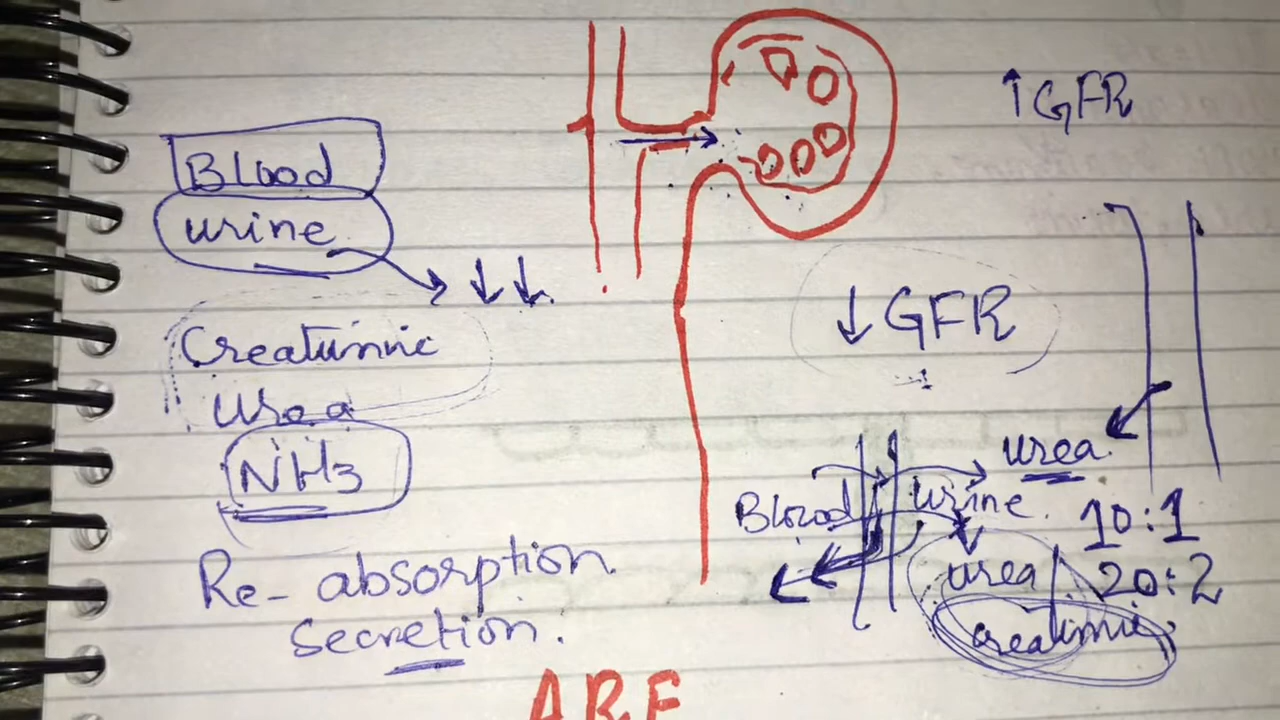 Blood
urine
↓↓
Creatinine
urea
NH3
Re-absorption
secretion.
↑GFR
↓GFR
urea
Blood
urine.
10:1
urea
20:2
creatinine
ARF